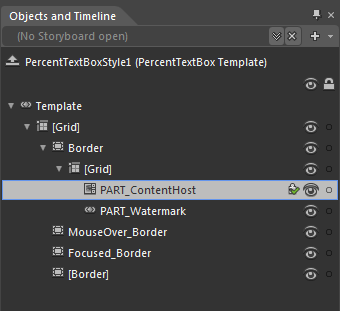 Objects and Timeline
(No Storyboard open)
PercentTextBoxStyle1 (PercentTextBox Template)
Template
[Grid]
Border
[Grid]
PART_ContentHost
PART_Watermark
MouseOver_Border
Focused_Border
[Border]